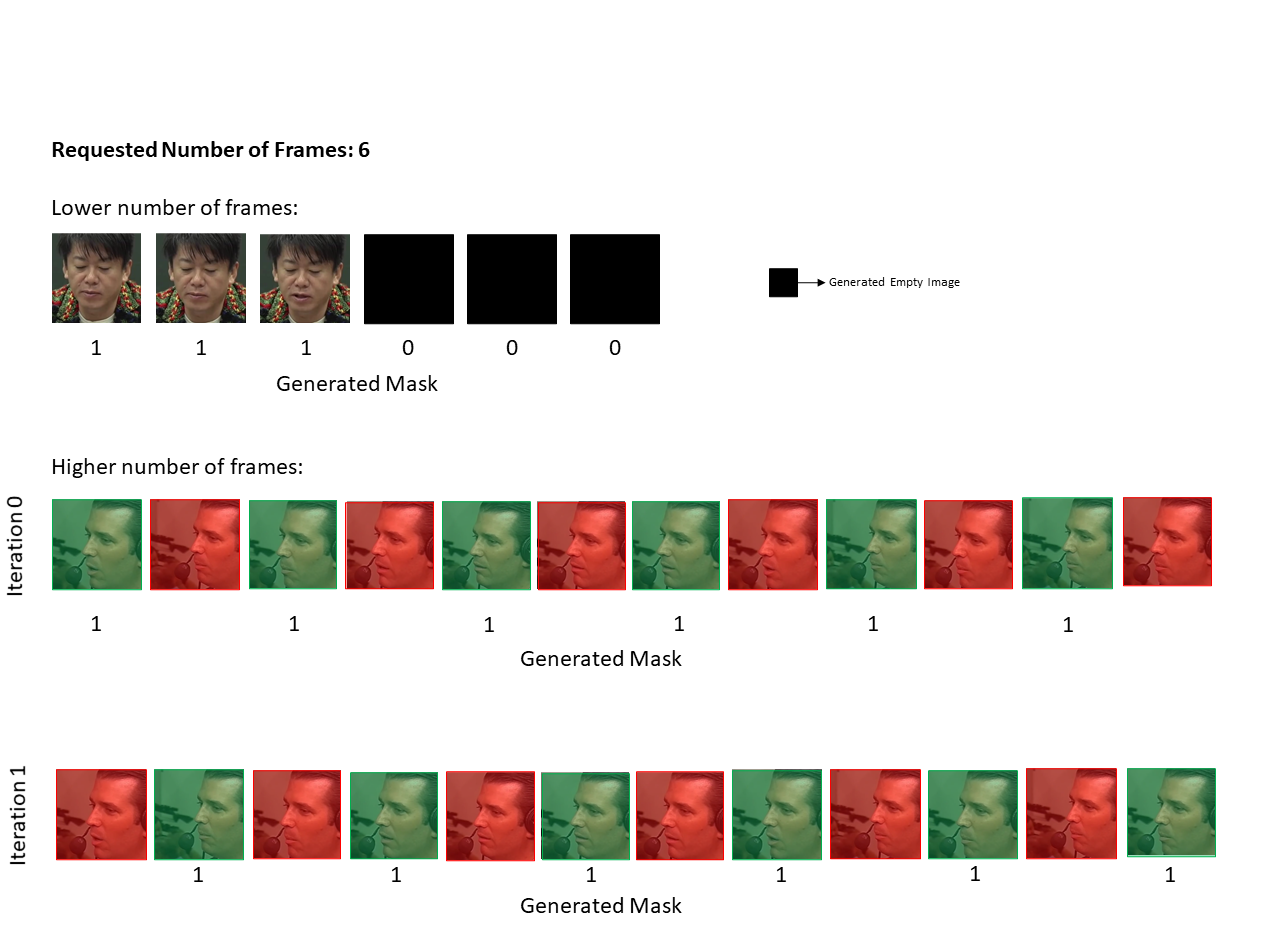 Requested Number of Frames: 6
Lower number of frames:
Generated Empty Image
1 1 1 0 0 0
Generated Mask
Higher number of frames:
Iteration 0
1 1 1 1 1 1
Generated Mask
Iteration 1
1 1 1 1 1 1
Generated Mask